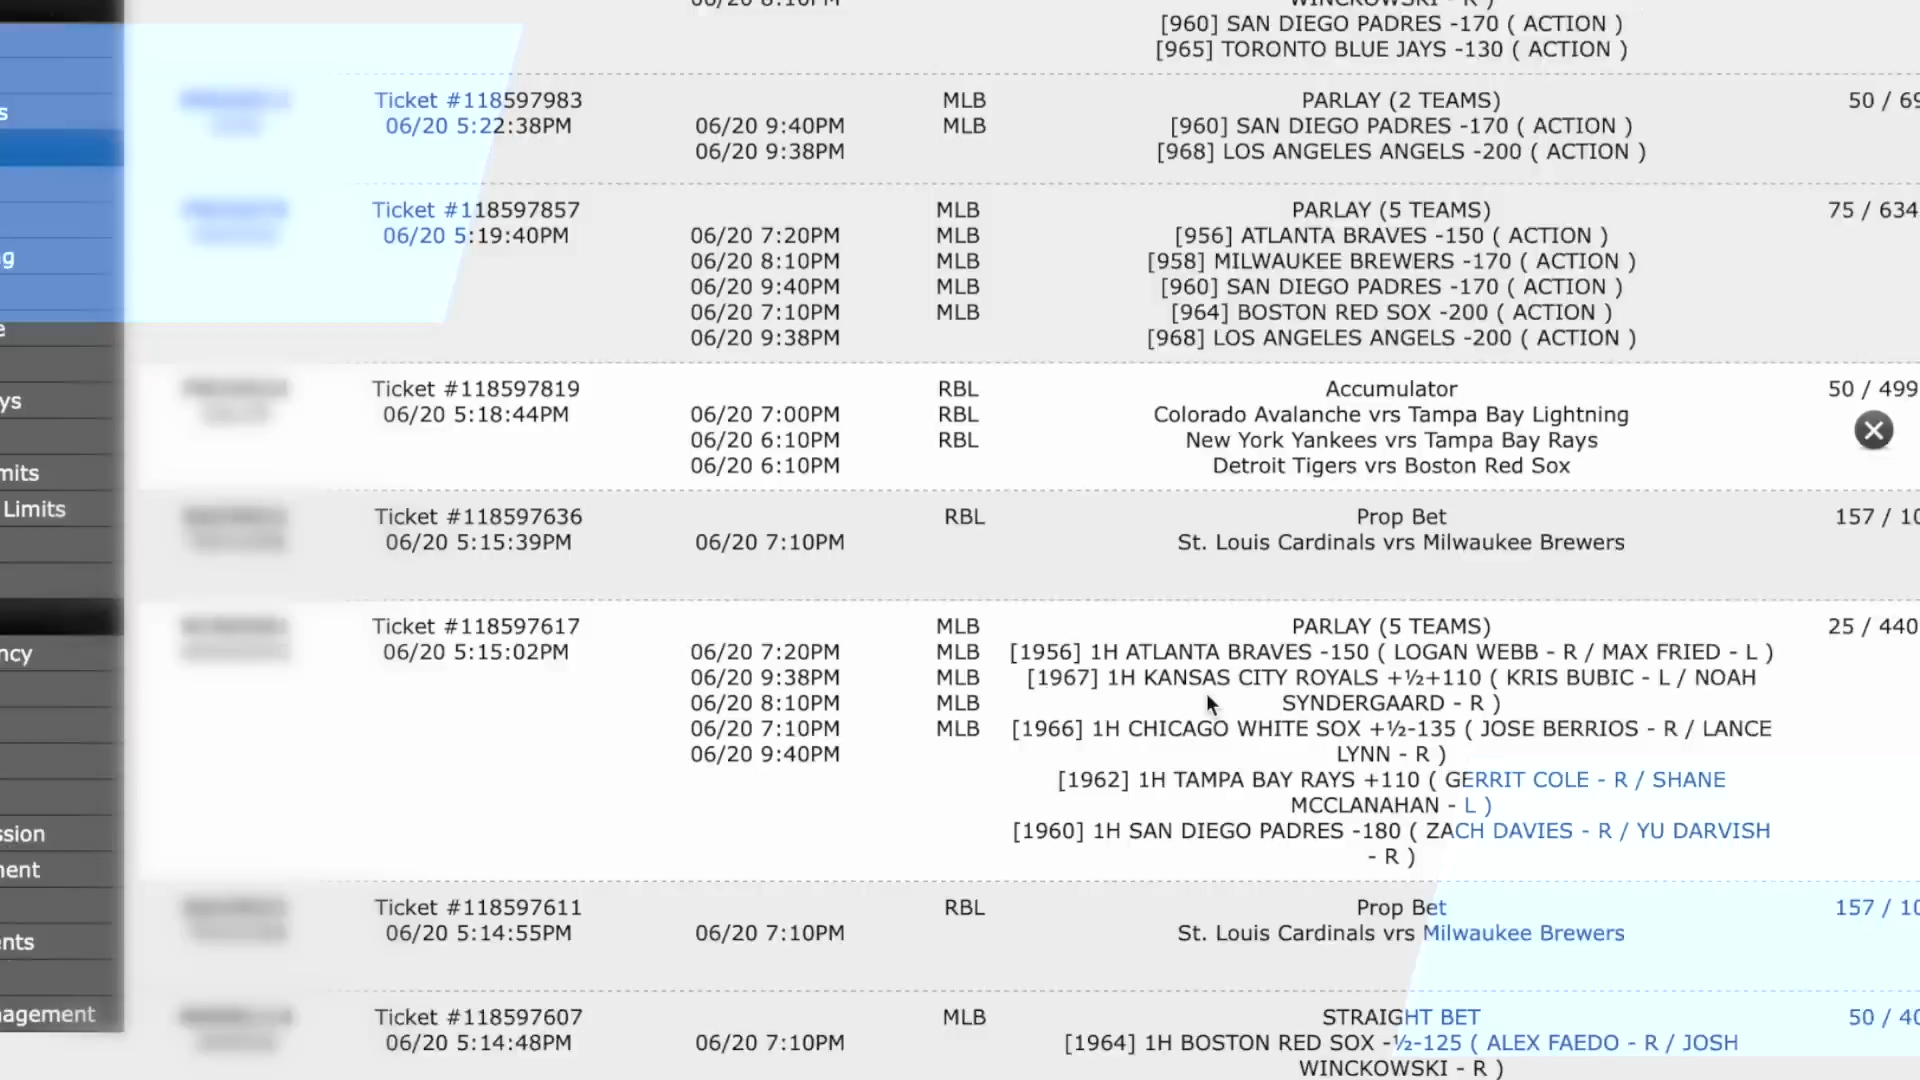 [960] SAN DIEGO PADRES -170 ( ACTION )
[965] TORONTO BLUE JAYS -130 ( ACTION )
Ticket #118597983 MLB PARLAY (2 TEAMS) 50 / 69
06/20 5:22:38PM 06/20 9:40PM MLB [960] SAN DIEGO PADRES -170 ( ACTION )
06/20 9:38PM [968] LOS ANGELES ANGELS -200 ( ACTION )
Ticket #118597857 MLB PARLAY (5 TEAMS) 75 / 634
06/20 5:19:40PM 06/20 7:20PM MLB [956] ATLANTA BRAVES -150 ( ACTION )
06/20 8:10PM MLB [958] MILWAUKEE BREWERS -170 ( ACTION )
06/20 9:40PM MLB [960] SAN DIEGO PADRES -170 ( ACTION )
06/20 7:10PM MLB [964] BOSTON RED SOX -200 ( ACTION )
06/20 9:38PM [968] LOS ANGELES ANGELS -200 ( ACTION )
Ticket #118597819 RBL Accumulator 50 / 499
06/20 5:18:44PM 06/20 7:00PM RBL Colorado Avalanche vrs Tampa Bay Lightning
06/20 6:10PM RBL New York Yankees vrs Tampa Bay Rays
06/20 6:10PM Detroit Tigers vrs Boston Red Sox
mits
Limits
Ticket #118597636 RBL Prop Bet 157 / 10
06/20 5:15:39PM 06/20 7:10PM St. Louis Cardinals vrs Milwaukee Brewers
Ticket #118597617 MLB PARLAY (5 TEAMS) 25 / 440
06/20 5:15:02PM 06/20 7:20PM MLB [1956] 1H ATLANTA BRAVES -150 ( LOGAN WEBB - R / MAX FRIED - L )
06/20 9:38PM MLB [1967] 1H KANSAS CITY ROYALS +½+110 ( KRIS BUBIC - L / NOAH
06/20 8:10PM MLB SYNDERGAARD - R )
06/20 7:10PM MLB [1966] 1H CHICAGO WHITE SOX +½-135 ( JOSE BERRIOS - R / LANCE
06/20 9:40PM LYNN - R )
[1962] 1H TAMPA BAY RAYS +110 ( GERRIT COLE - R / SHANE
MCCLANAHAN - L )
[1960] 1H SAN DIEGO PADRES -180 ( ZACH DAVIES - R / YU DARVISH
- R )
ncy
ssion
nent
nts
nagement
Ticket #118597611 RBL Prop Bet 157 / 10
06/20 5:14:55PM 06/20 7:10PM St. Louis Cardinals vrs Milwaukee Brewers
Ticket #118597607 MLB STRAIGHT BET 50 / 40
06/20 5:14:48PM 06/20 7:10PM [1964] 1H BOSTON RED SOX -½-125 ( ALEX FAEDO - R / JOSH
WINCKOWSKI - R )